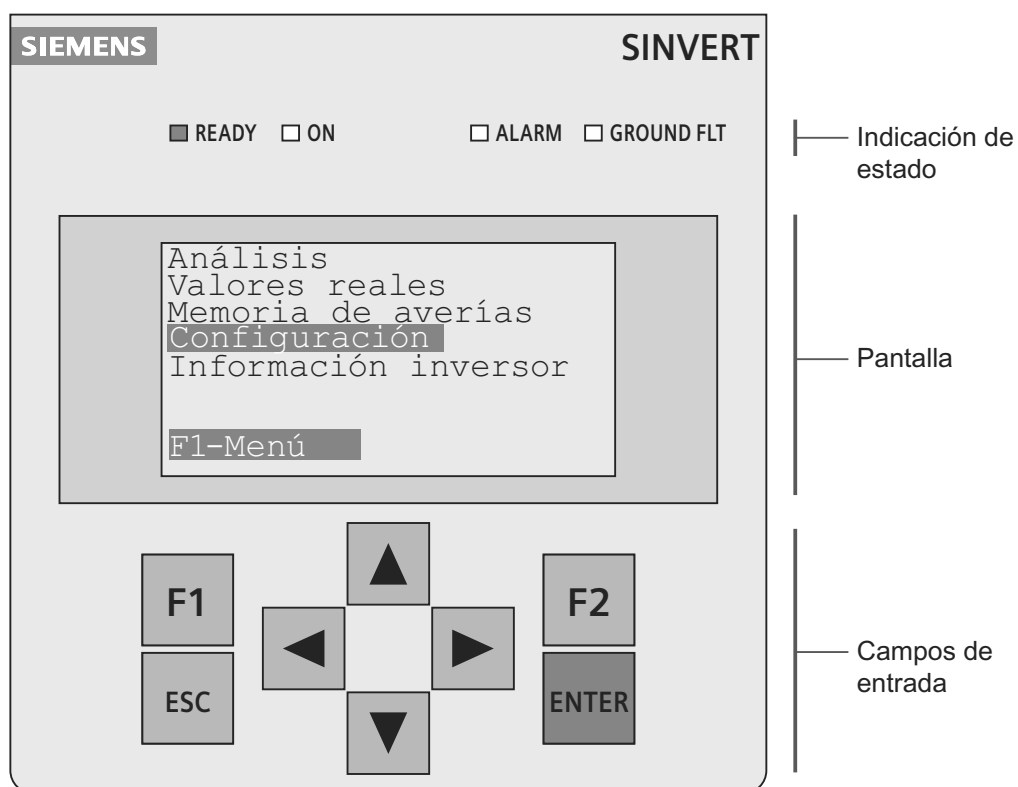 SIEMENS
SINVERT
READY ON ALARM GROUND FLT
Indicación de
estado
Análisis
Valores reales
Memoria de averías
Configuración
Información inversor
F1-Menú
Pantalla
F1
F2
ESC
ENTER
Campos de
entrada